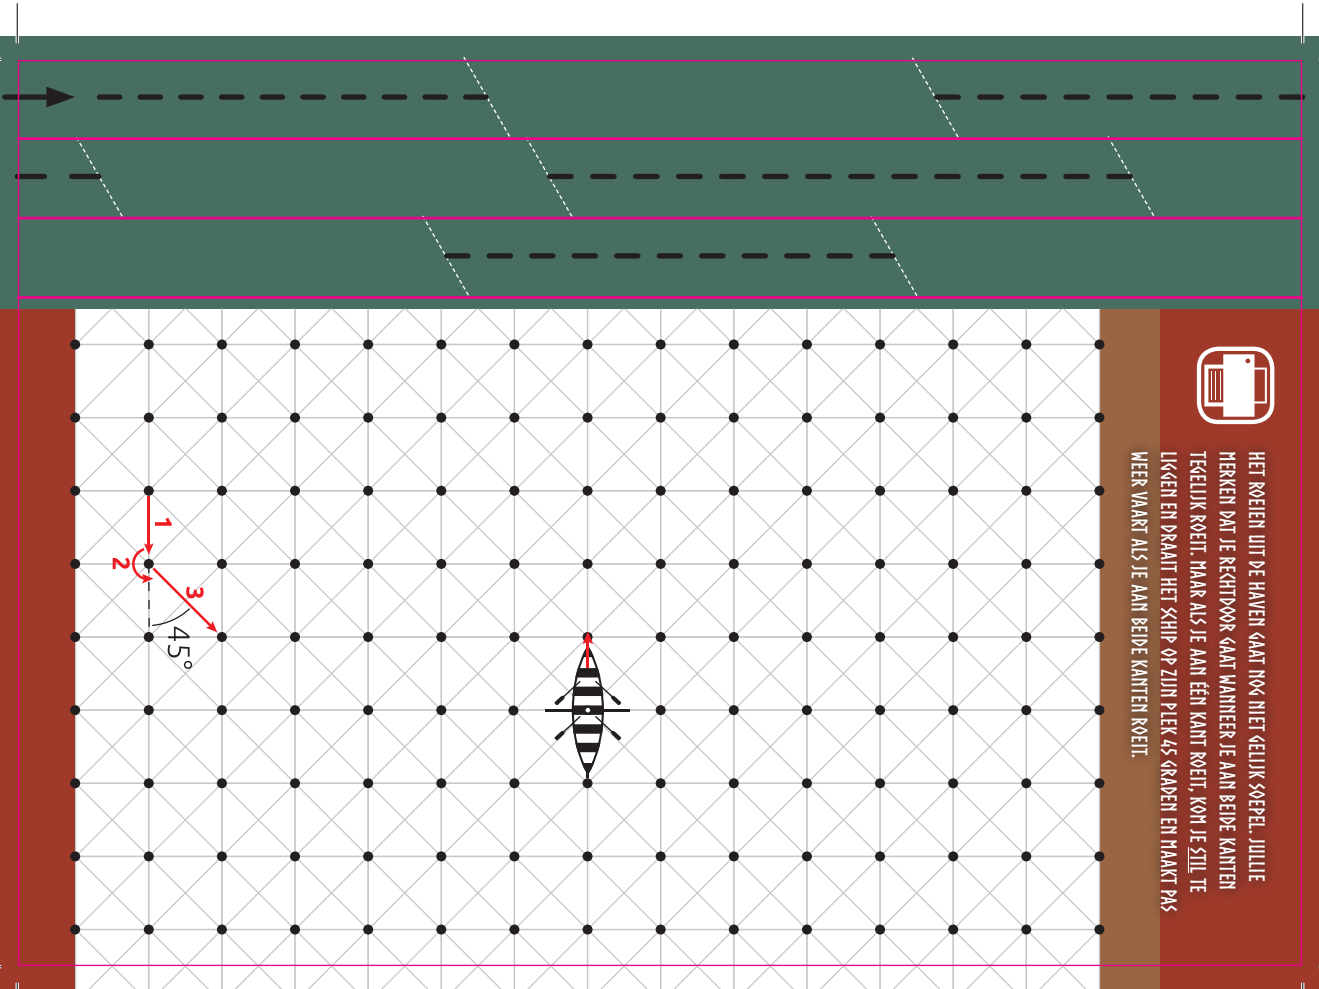 HET ROEIEN UIT DE HAVEN GAAT NOG NIET GELIJK SOEPEL. JULLIE
MERKEN DAT JE RECHTDOOR GAAT WANNEER JE AAN BEIDE KANTEN
TEGELIJK ROEIT. MAAR ALS JE AAN ÉÉN KANT ROEIT, KOM JE STIL TE
LIGGEN EN DRAAIT HET SCHIP OP ZIJN PLEK 45 GRADEN EN MAAKT PAS
WEER VAART ALS JE AAN BEIDE KANTEN ROEIT.
1
2
3
45°